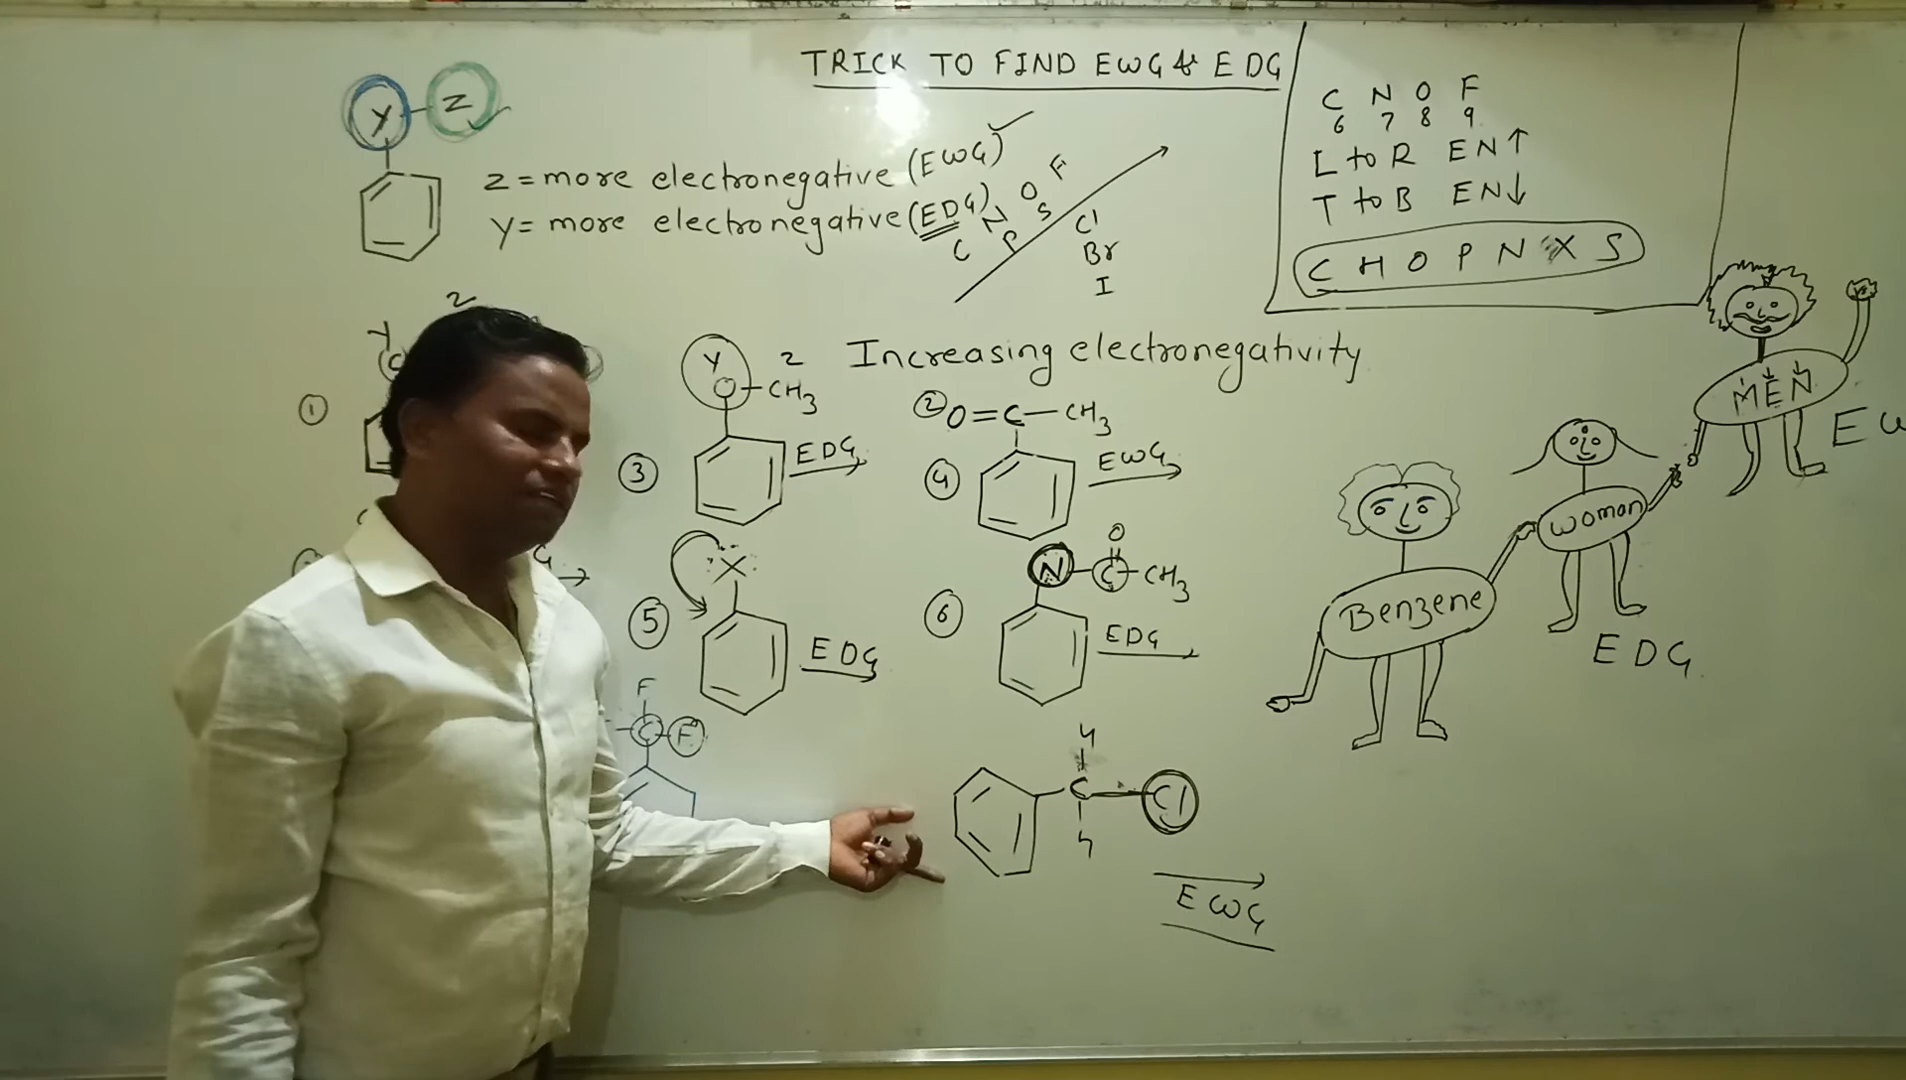 TRICK TO FIND EWG & EDG
Y-Z
Z = more electronegative (EWG)
Y = more electronegative (EDG)
C N O F
P S
Cl
Br
I
C N O F
6 7 8 9
L to R EN↑
T to B EN↓
C H O P N X S
Increasing electronegativity
① Y Z
C
③ Y Z
O-CH3
EDG
④ ② O=C-CH3
EWG
⑤ X
EDG
⑥ N-C-CH3
O
EDG
F
C-F
H
C-Cl
H
EWG
Benzene
woman
EDG
MEN
EW